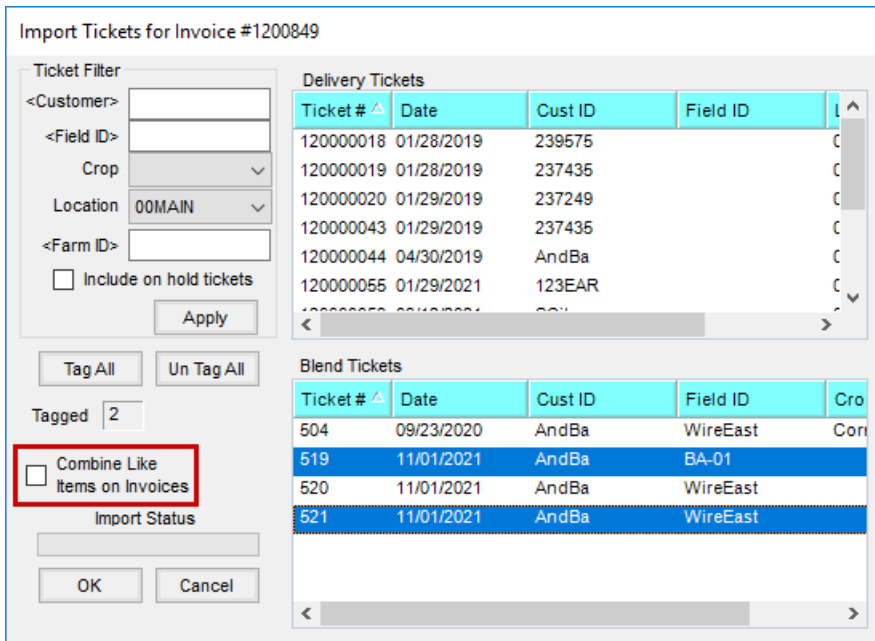 Import Tickets for Invoice #1200849
Ticket Filter
<Customer>
<Field ID>
Crop
Location 00MAIN
<Farm ID>
Include on hold tickets
Apply
Tag All Un Tag All
Tagged 2
Combine Like
Items on Invoices
Import Status
OK Cancel
Delivery Tickets
Ticket # Date Cust ID Field ID
120000018 01/28/2019 239575
120000019 01/28/2019 237435
120000020 01/29/2019 237249
120000043 01/29/2019 237435
120000044 04/30/2019 AndBa
120000055 01/29/2021 123EAR
Blend Tickets
Ticket # Date Cust ID Field ID Cro
504 09/23/2020 AndBa WireEast Corr
519 11/01/2021 AndBa BA-01
520 11/01/2021 AndBa WireEast
521 11/01/2021 AndBa WireEast